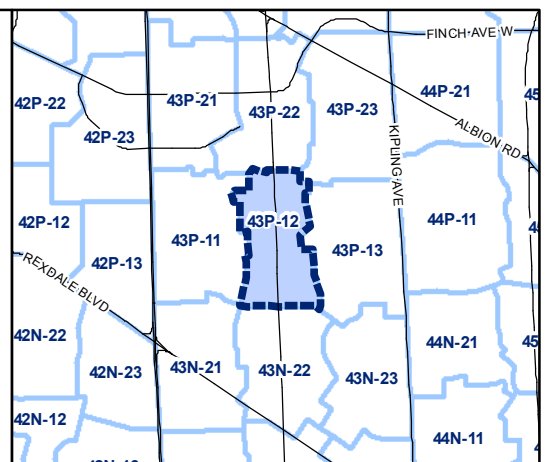 FINCH AVE W
44P-21
45
42P-22
43P-21
43P-22
43P-23
42P-23
ALBION RD
KIPLING AVE
42P-12
43P-12
44P-11
43P-11
43P-13
42P-13
REXDALE BLVD
42N-22
44N-21
45
42N-23
43N-21
43N-22
43N-23
42N-12
44N-11